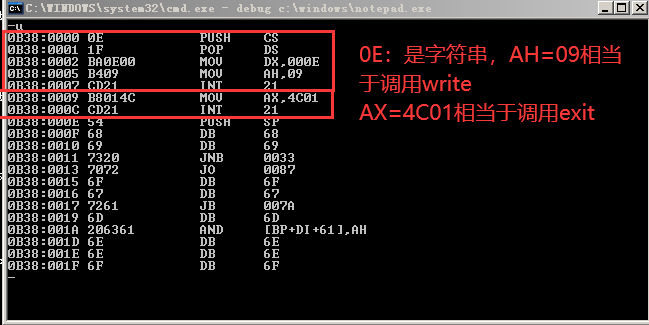 C:\WINDOWS\system32\cmd.exe - debug c:\windows\notepad.exe
-u
0B38:0000 0E PUSH CS
0B38:0001 1F POP DS
0B38:0002 BA0E00 MOV DX,000E
0B38:0005 B409 MOV AH,09
0B38:0007 CD21 INT 21
0B38:0009 B8014C MOV AX,4C01
0B38:000C CD21 INT 21
0B38:000E 54 PUSH SP
0B38:000F 68 DB 68
0B38:0010 69 DB 69
0B38:0011 7320 JNB 0033
0B38:0013 7072 JO 0087
0B38:0015 6F DB 6F
0B38:0016 67 DB 67
0B38:0017 7261 JB 007A
0B38:0019 6D DB 6D
0B38:001A 206361 AND [BP+DI+61],AH
0B38:001D 6E DB 6E
0B38:001E 6E DB 6E
0B38:001F 6F DB 6F
-
0E：是字符串，AH=09相当
于调用write
AX=4C01相当于调用exit